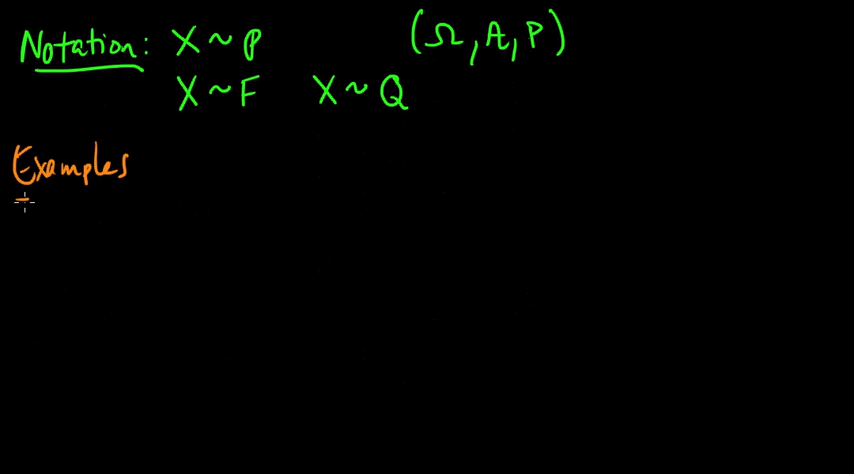 Notation: X ~ p (Ω, A, P)
X ~ F X ~ Q
Examples